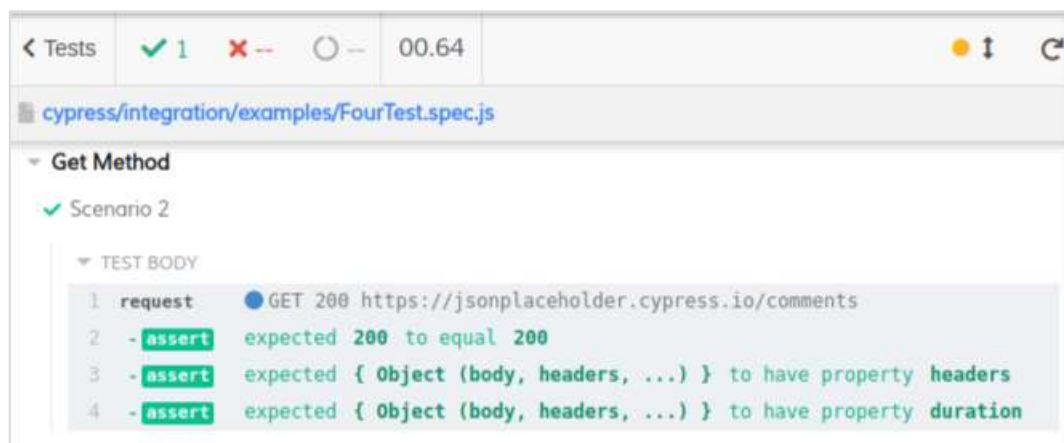 Tests 1 -- -- 00.64
cypress/integration/examples/FourTest.spec.js
Get Method
Scenario 2
TEST BODY
1 request GET 200 https://jsonplaceholder.cypress.io/comments
2 -assert expected 200 to equal 200
3 -assert expected { Object (body, headers, ...) } to have property headers
4 -assert expected { Object (body, headers, ...) } to have property duration